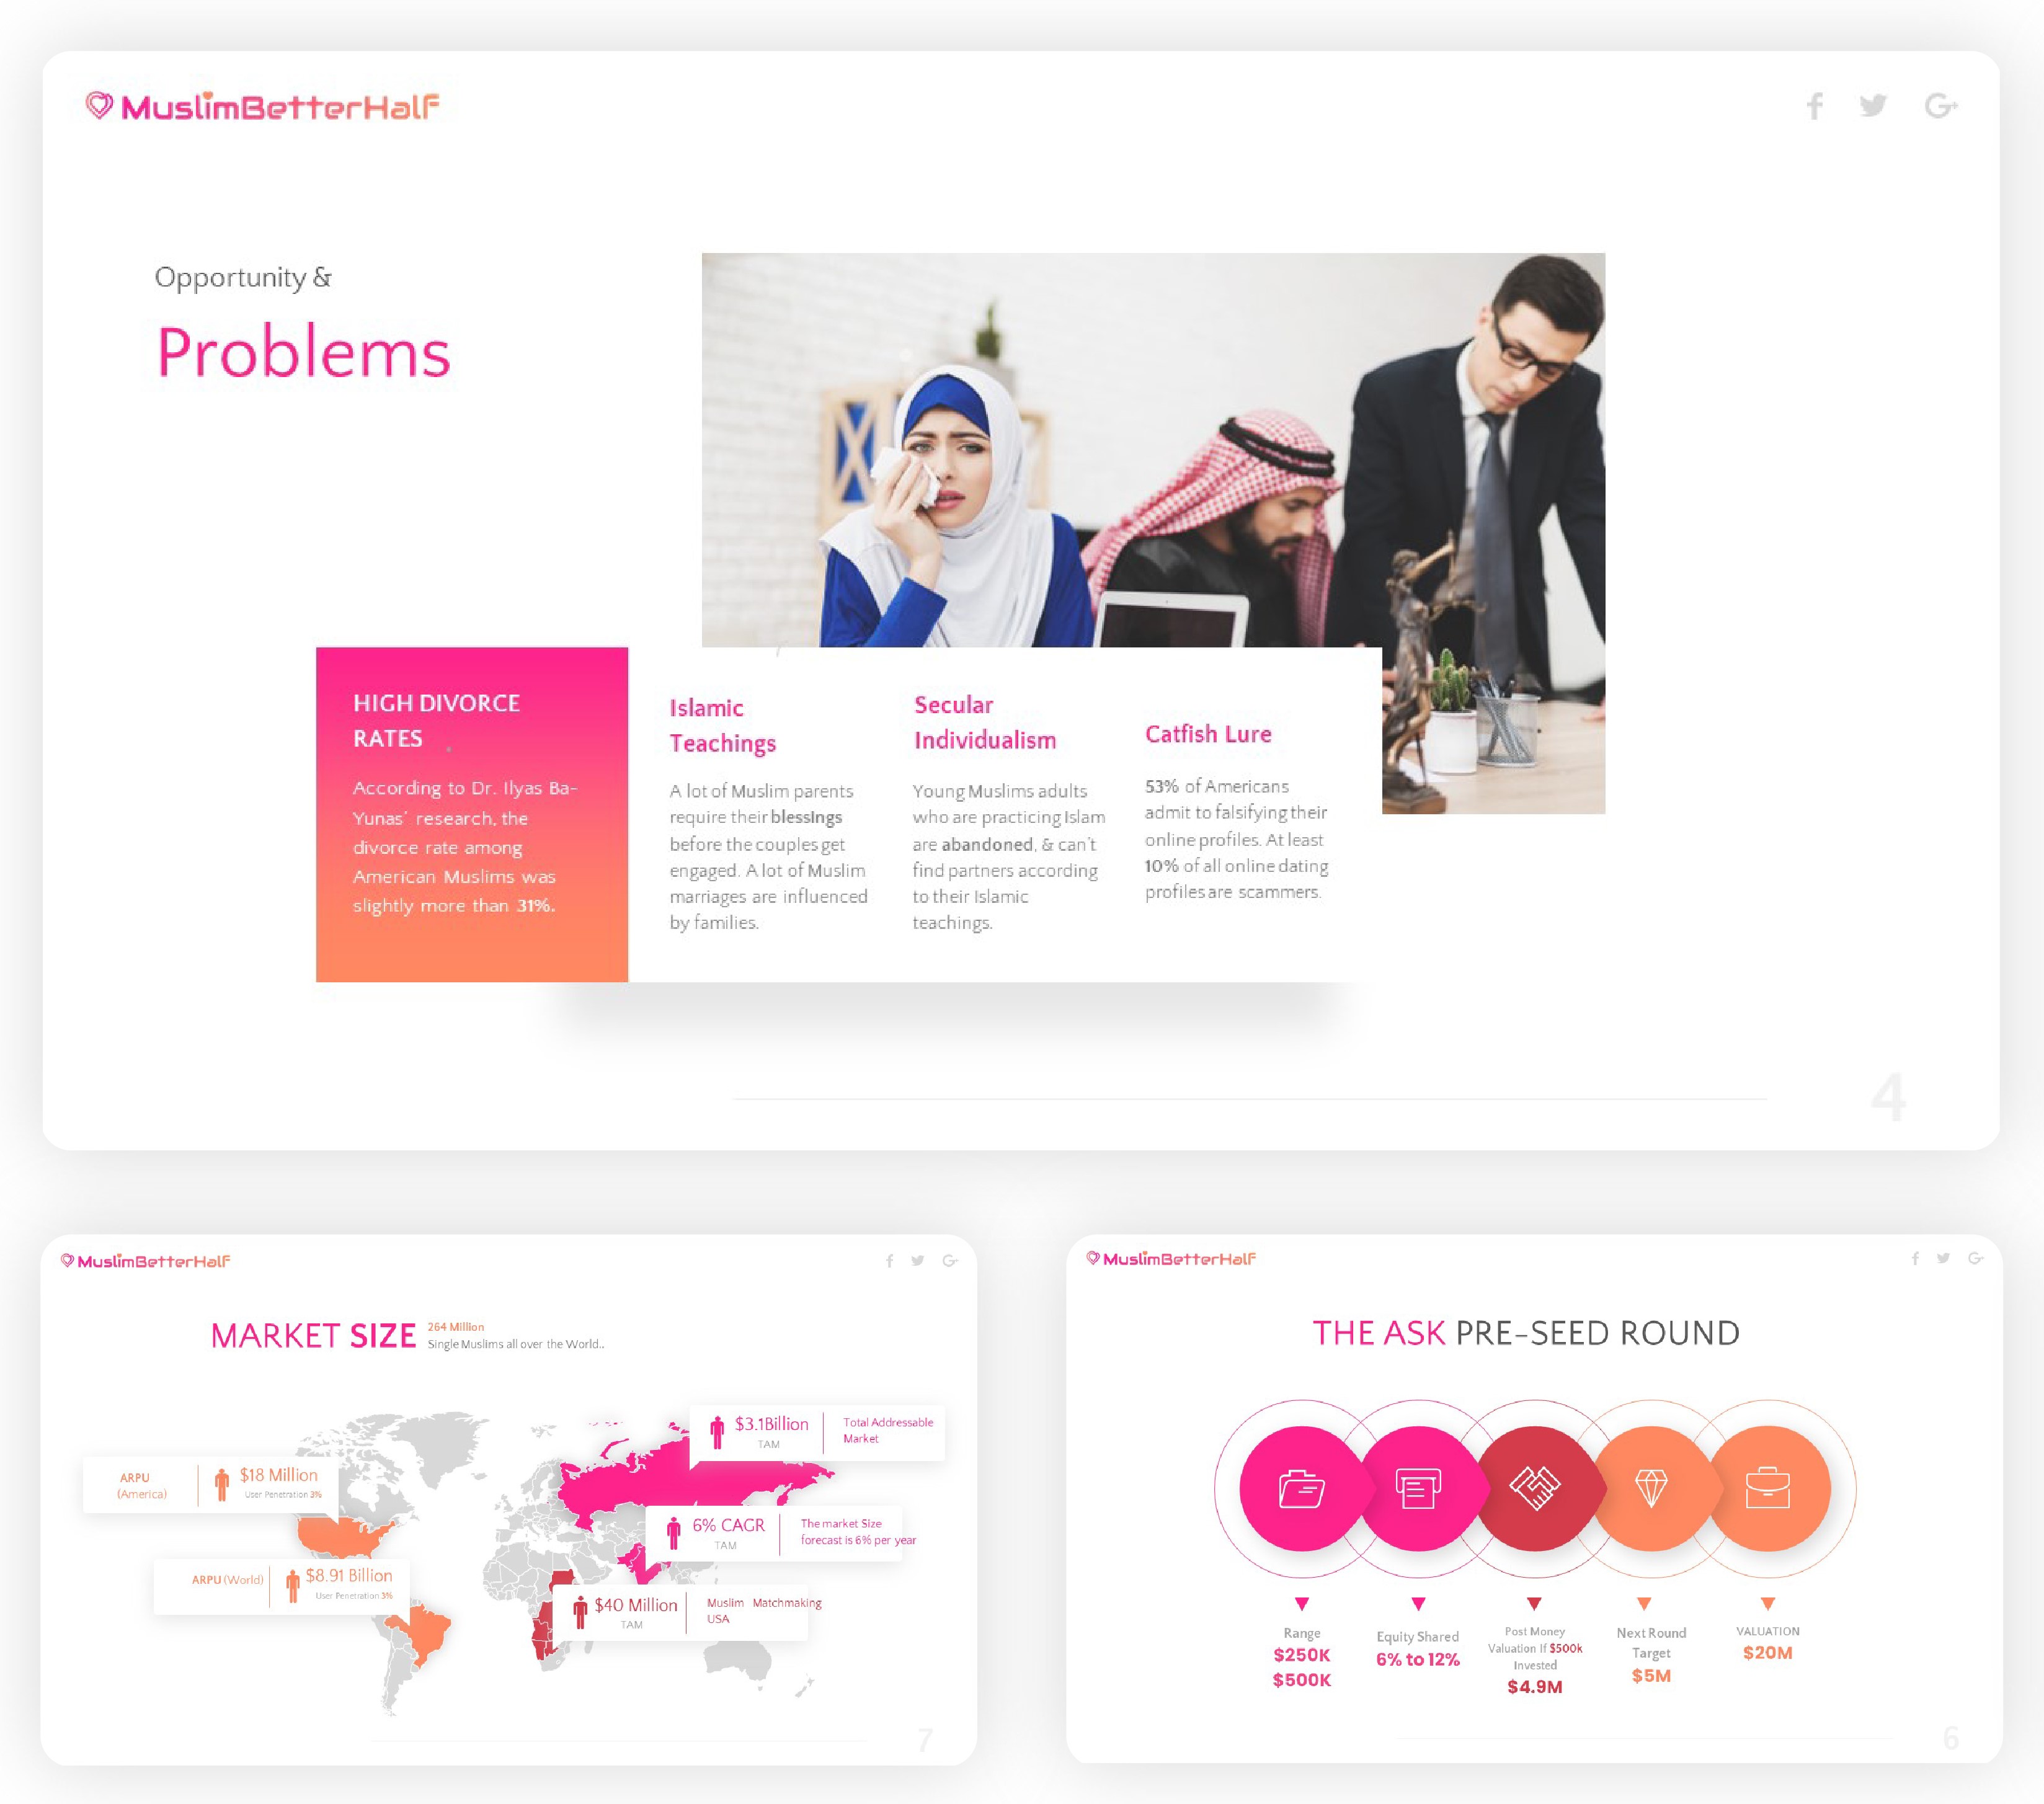 MuslimBetterHalf
Opportunity &
Problems
HIGH DIVORCE
RATES
According to Dr. Ilyas Ba-
Yunas' research, the
divorce rate among
American Muslims was
slightly more than 31%.
Islamic
Teachings
A lot of Muslim parents
require their blessings
before the couples get
engaged. A lot of Muslim
marriages are influenced
by families.
Secular
Individualism
Young Muslims adults
who are practicing Islam
are abandoned, & can't
find partners according
to their Islamic
teachings.
Catfish Lure
53% of Americans
admit to falsifying their
online profiles. At least
10% of all online dating
profiles are scammers.
4
MuslimBetterHalf
MARKET SIZE
264 Million
Single Muslims all over the World..
$3.1Billion
TAM
Total Addressable
Market
ARPU
(America)
$18 Million
User Penetration 3%
6% CAGR
TAM
The market Size
forecast is 6% per year
ARPU (World)
$8.91 Billion
User Penetration 3%
$40 Million
TAM
Muslim Matchmaking
USA
7
MuslimBetterHalf
THE ASK PRE-SEED ROUND
Range
$250K
$500K
Equity Shared
6% to 12%
Post Money
Valuation If $500k
Invested
$4.9M
Next Round
Target
$5M
VALUATION
$20M
6